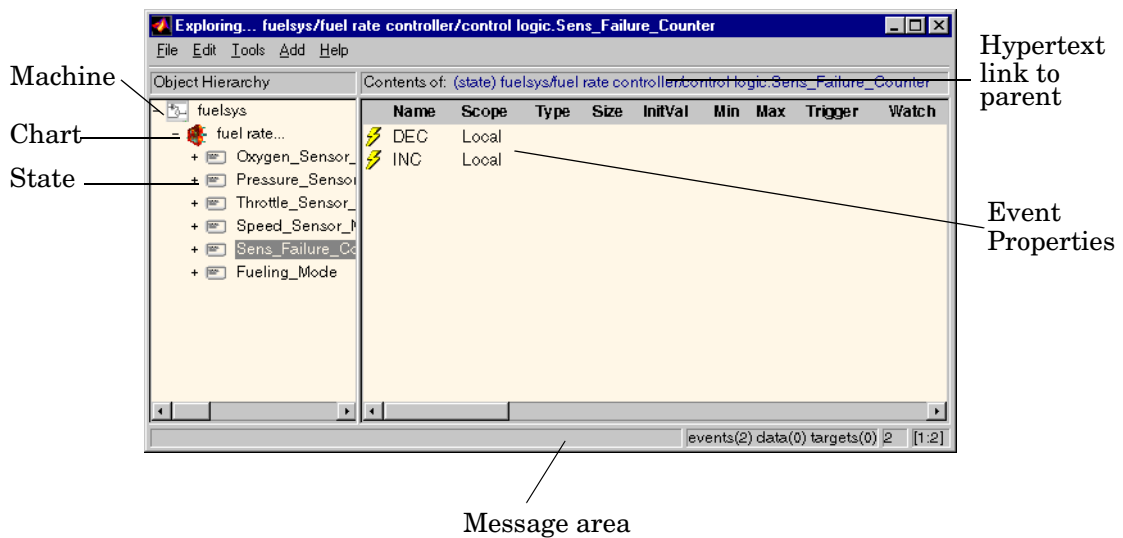 Exploring... fuelsys/fuel rate controller/control logic.Sens_Failure_Counter
File Edit Tools Add Help
Object Hierarchy
Contents of: (state) fuelsys/fuel rate controller/control logic.Sens_Failure_Counter
Hypertext
link to
parent
Machine
Chart
State
fuelsys
fuel rate...
Oxygen_Sensor_
Pressure_Sensor
Throttle_Sensor_
Speed_Sensor_M
Sens_Failure_Co
Fueling_Mode
Name Scope Type Size InitVal Min Max Trigger Watch
DEC Local
INC Local
Event
Properties
events(2) data(0) targets(0) 2 [1:2]
Message area